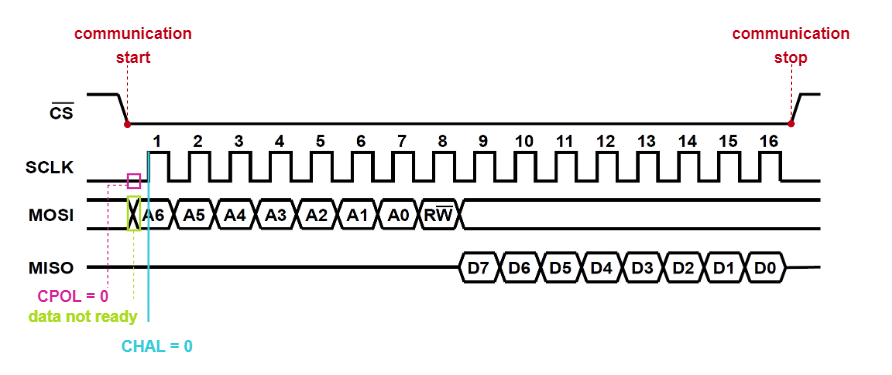 communication
start
communication
stop
CS
1 2 3 4 5 6 7 8 9 10 11 12 13 14 15 16
SCLK
MOSI A6 A5 A4 A3 A2 A1 A0 RW
MISO D7 D6 D5 D4 D3 D2 D1 D0
CPOL = 0
data not ready
CHAL = 0